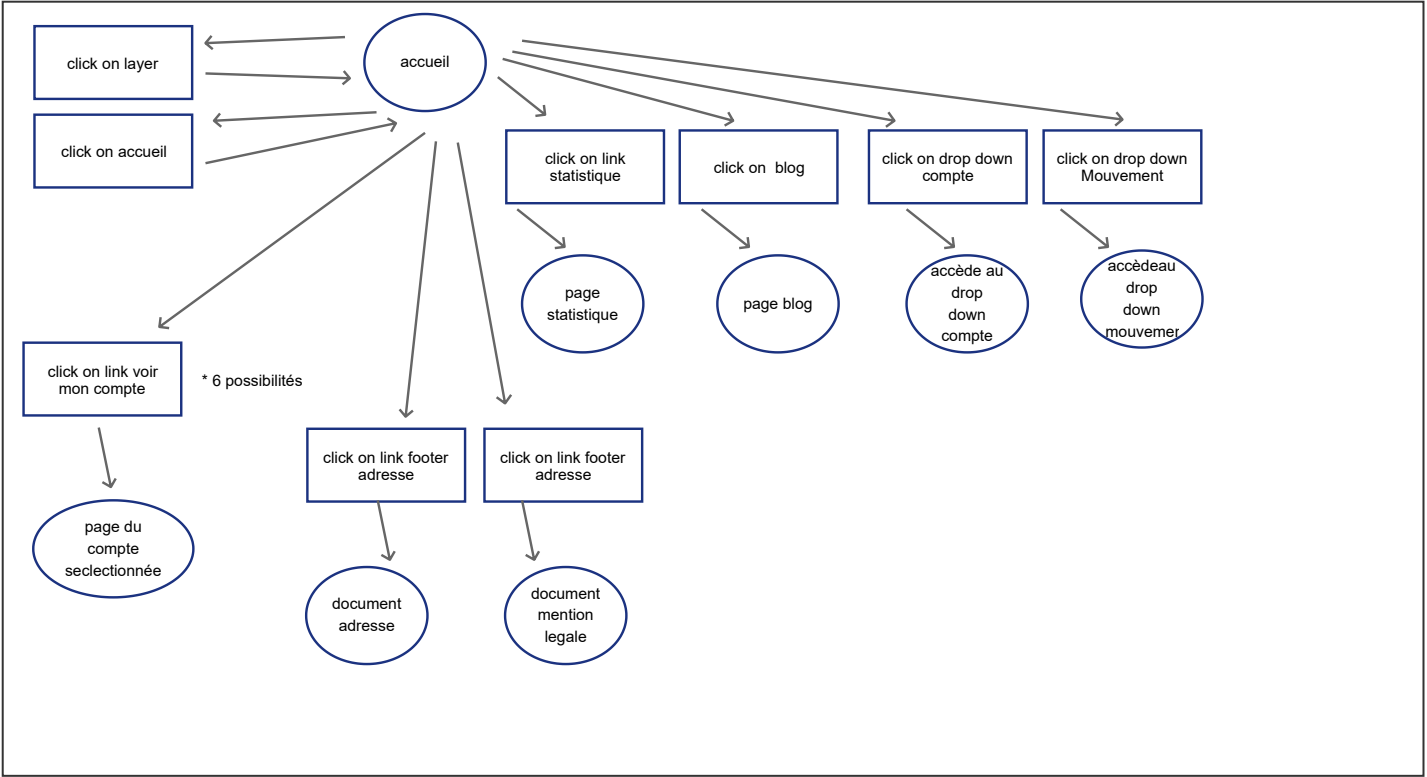 accueil
click on layer
click on accueil
click on link
statistique
click on  blog
click on drop down
compte
click on drop down
Mouvement
page
statistique
page blog
accède au
drop
down
compte
accèdeau
drop
down
mouvemer
click on link voir
mon compte
* 6 possibilités
click on link footer
adresse
click on link footer
adresse
page du
compte
seclectionnée
document
adresse
document
mention
legale